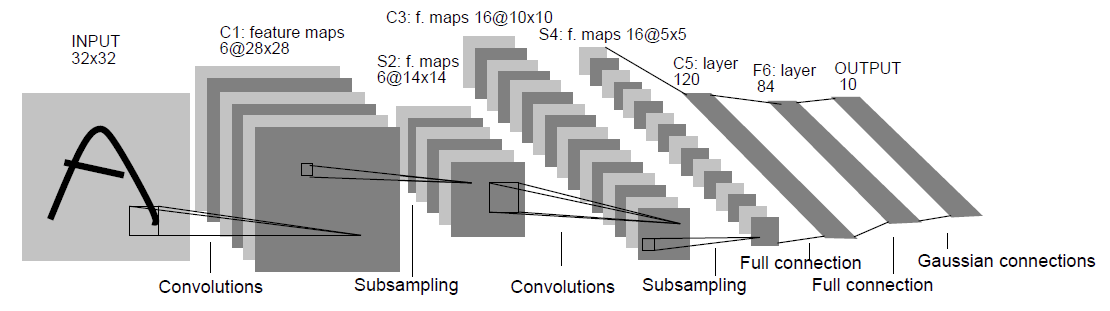 INPUT
32x32
C1: feature maps
6@28x28
S2: f. maps
6@14x14
C3: f. maps 16@10x10
S4: f. maps 16@5x5
C5: layer
120
F6: layer
84
OUTPUT
10
Convolutions
Subsampling
Convolutions
Subsampling
Full connection
Full connection
Gaussian connections
A